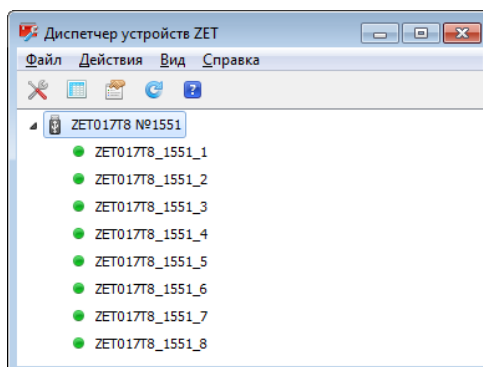 Диспетчер устройств ZET
Файл Действия Вид Справка
ZET017T8 №1551
ZET017T8_1551_1
ZET017T8_1551_2
ZET017T8_1551_3
ZET017T8_1551_4
ZET017T8_1551_5
ZET017T8_1551_6
ZET017T8_1551_7
ZET017T8_1551_8